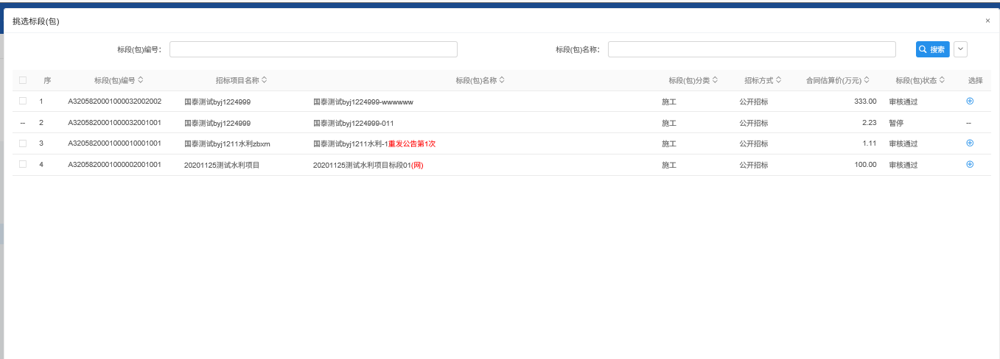 挑选标段(包) ×
标段(包)编号: 标段(包)名称: 搜索
序 标段(包)编号 招标项目名称 标段(包)名称 标段(包)分类 招标方式 合同估算价(万元) 标段(包)状态 选择
1 A3205820001000032002002 国泰测试byj1224999 国泰测试byj1224999-wwwwww 施工 公开招标 333.00 审核通过
-- 2 A3205820001000032001001 国泰测试byj1224999 国泰测试byj1224999-011 施工 公开招标 2.23 暂停 --
3 A3205820001000010001001 国泰测试byj1211水利zbxm 国泰测试byj1211水利-1重发公告第1次 施工 公开招标 1.11 审核通过
4 A3205820001000002001001 20201125测试水利项目 20201125测试水利项目标段01(网) 施工 公开招标 100.00 审核通过